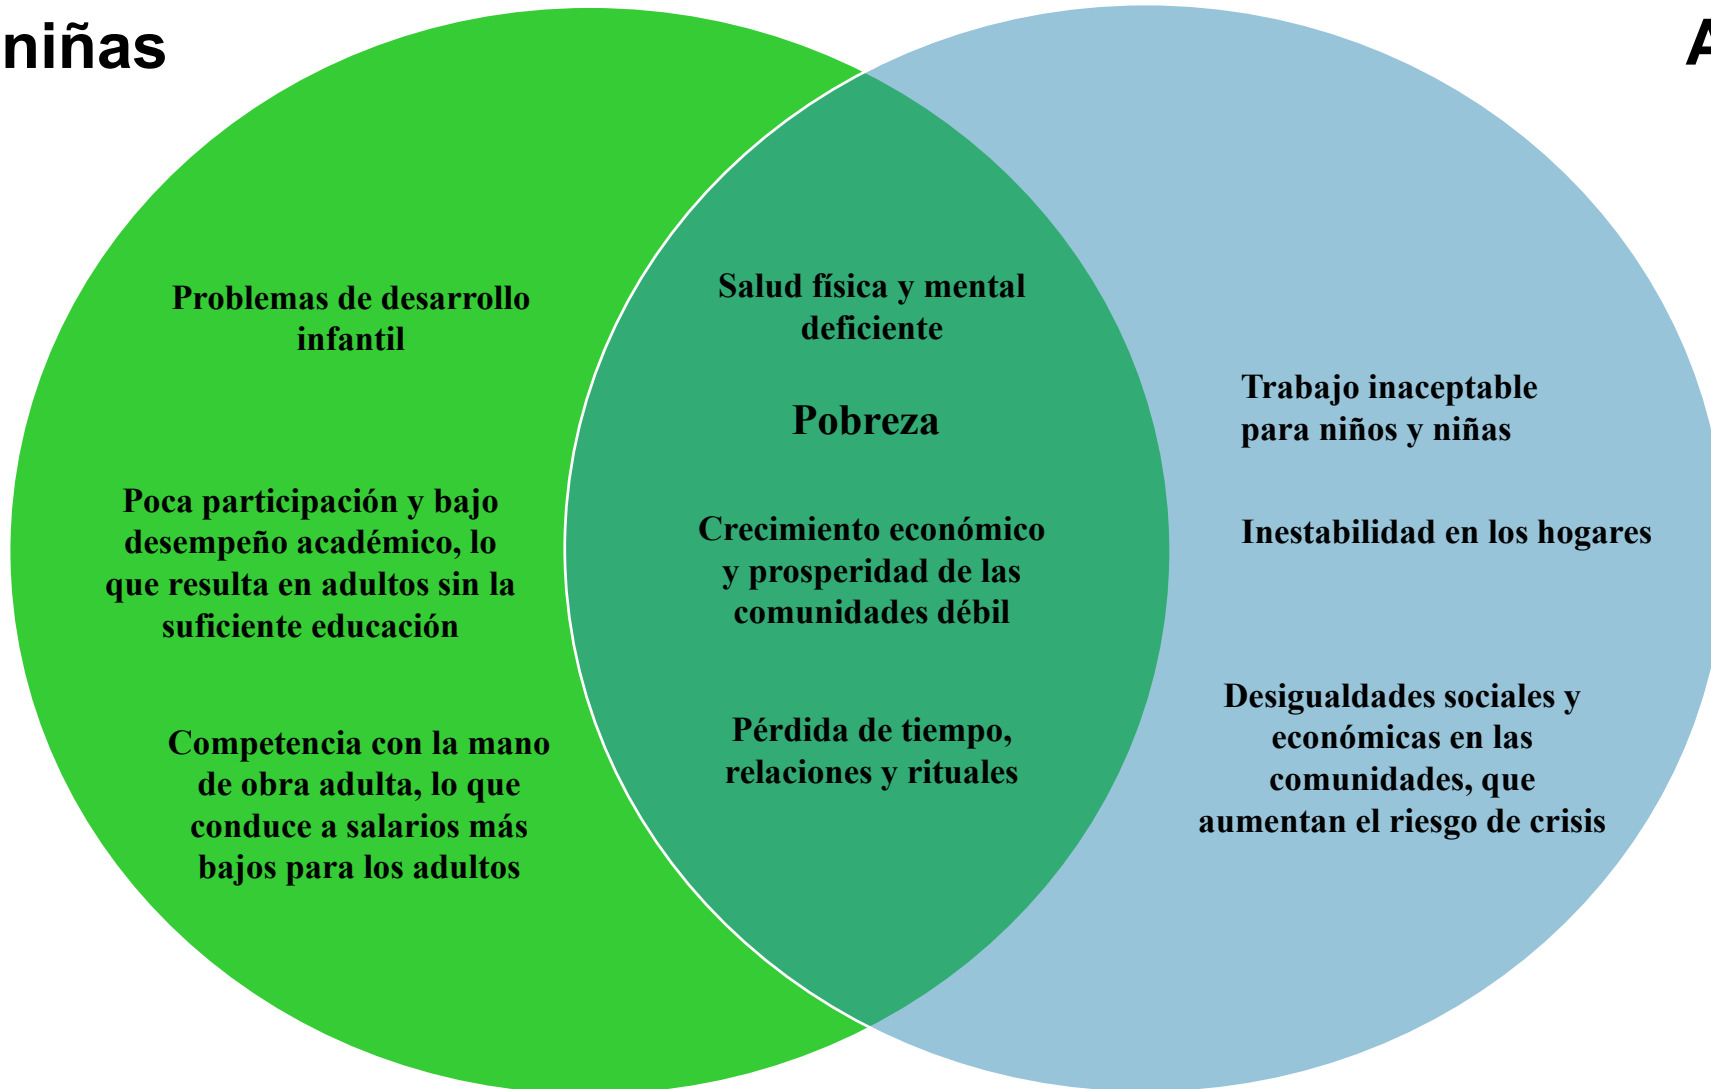 niñas
A
Problemas de desarrollo
infantil
Poca participación y bajo
desempeño académico, lo
que resulta en adultos sin la
suficiente educación
Competencia con la mano
de obra adulta, lo que
conduce a salarios más
bajos para los adultos
Salud física y mental
deficiente
Pobreza
Crecimiento económico
y prosperidad de las
comunidades débil
Pérdida de tiempo,
relaciones y rituales
Trabajo inaceptable
para niños y niñas
Inestabilidad en los hogares
Desigualdades sociales y
económicas en las
comunidades, que
aumentan el riesgo de crisis